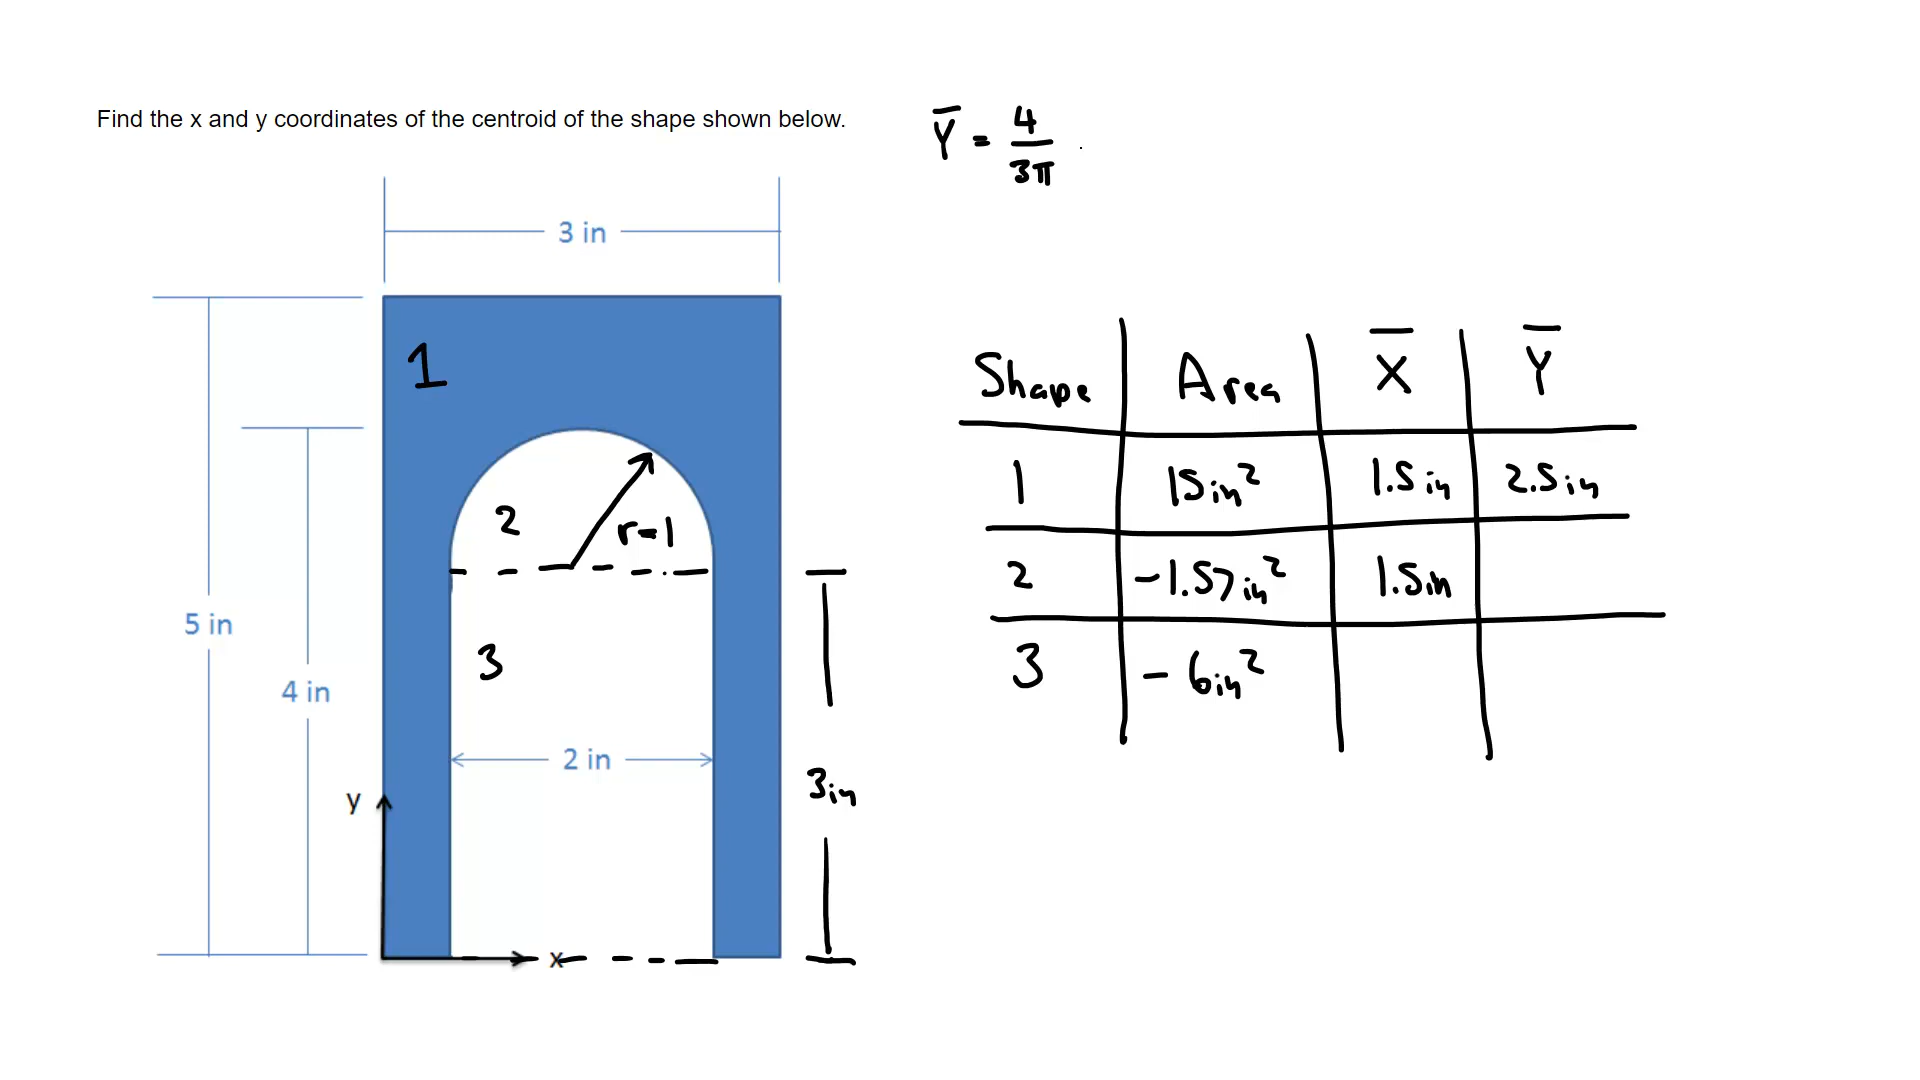 Find the x and y coordinates of the centroid of the shape shown below.
Y̅ = 4/3π
3 in
1
2
r=1
5 in
3
4 in
2 in
3in
y
x
Shape Area X̅ Y̅
1 15in² 1.5in 2.5in
2 -1.57in² 1.5in
3 - 6in²